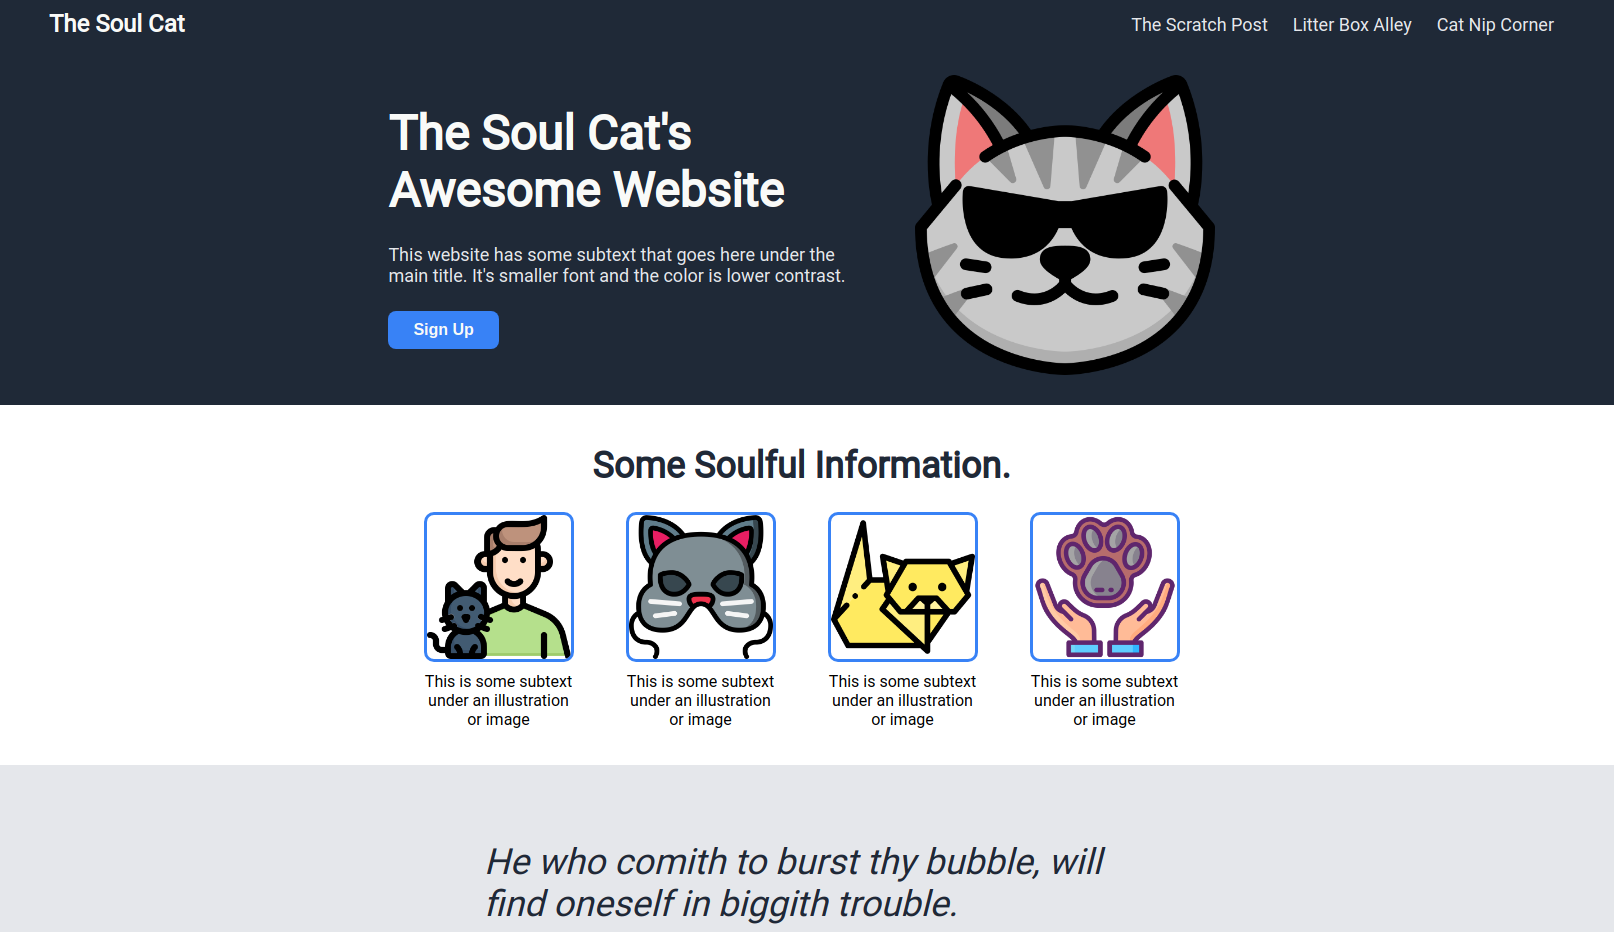 The Soul Cat
The Scratch Post
Litter Box Alley
Cat Nip Corner
The Soul Cat's
Awesome Website
This website has some subtext that goes here under the
main title. It's smaller font and the color is lower contrast.
Sign Up
Some Soulful Information.
This is some subtext
under an illustration
or image
This is some subtext
under an illustration
or image
This is some subtext
under an illustration
or image
This is some subtext
under an illustration
or image
He who comith to burst thy bubble, will
find oneself in biggith trouble.